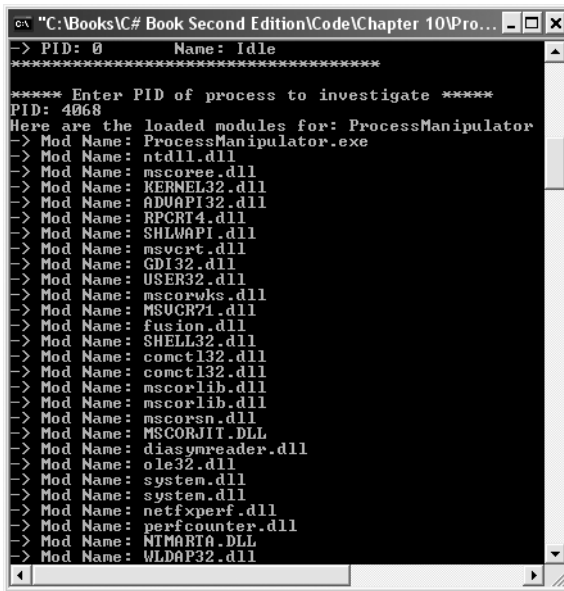 "C:\Books\C# Book Second Edition\Code\Chapter 10\Pro...
-> PID: 0 Name: Idle
************************************
***** Enter PID of process to investigate *****
PID: 4068
Here are the loaded modules for: ProcessManipulator
-> Mod Name: ProcessManipulator.exe
-> Mod Name: ntdll.dll
-> Mod Name: mscoree.dll
-> Mod Name: KERNEL32.dll
-> Mod Name: ADVAPI32.dll
-> Mod Name: RPCRT4.dll
-> Mod Name: SHLWAPI.dll
-> Mod Name: msvcrt.dll
-> Mod Name: GDI32.dll
-> Mod Name: USER32.dll
-> Mod Name: mscorwks.dll
-> Mod Name: MSVCR71.dll
-> Mod Name: fusion.dll
-> Mod Name: SHELL32.dll
-> Mod Name: comctl32.dll
-> Mod Name: comctl32.dll
-> Mod Name: mscorlib.dll
-> Mod Name: mscorlib.dll
-> Mod Name: mscorsn.dll
-> Mod Name: MSCORJIT.DLL
-> Mod Name: diasymreader.dll
-> Mod Name: ole32.dll
-> Mod Name: system.dll
-> Mod Name: system.dll
-> Mod Name: netfxperf.dll
-> Mod Name: perfcounter.dll
-> Mod Name: NTMARTA.DLL
-> Mod Name: WLDAP32.dll